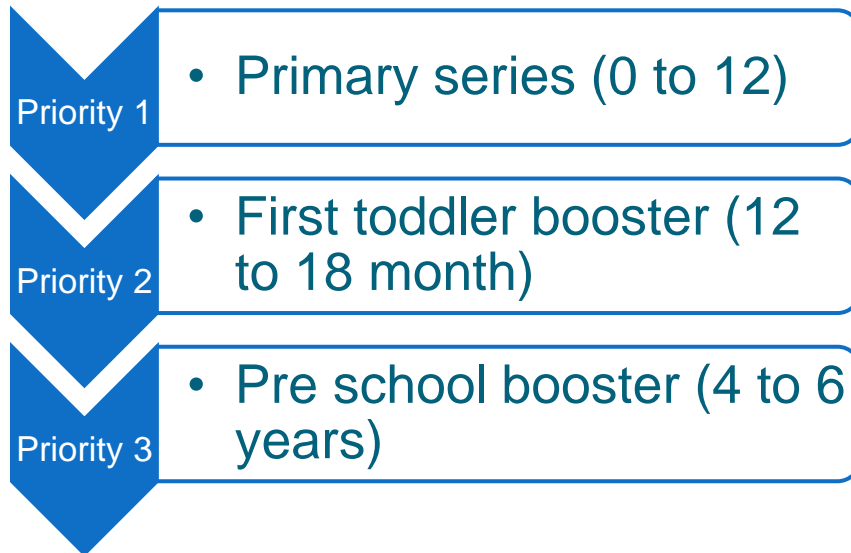 Priority 1
• Primary series (0 to 12)
Priority 2
• First toddler booster (12
to 18 month)
Priority 3
• Pre school booster (4 to 6
years)